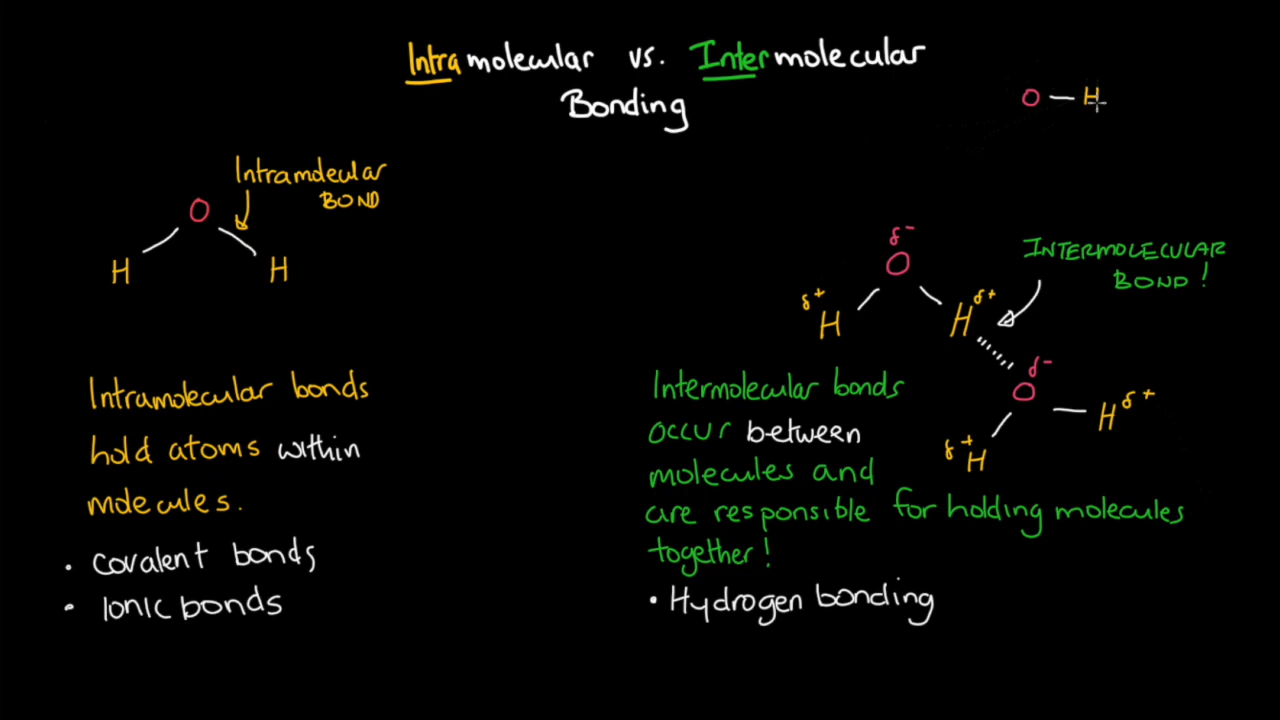 Intramolecular vs. Intermolecular
Bonding
O — H
Intramolecular
BOND
O
H
H
Intramolecular bonds
hold atoms within
molecules.
• covalent bonds
• Ionic bonds
δ-
O
δ+
H
H δ+
INTERMOLECULAR
BOND!
δ-
O
H δ+
δ+
H
Intermolecular bonds
occur between
molecules and
are responsible for holding molecules
together!
• Hydrogen bonding